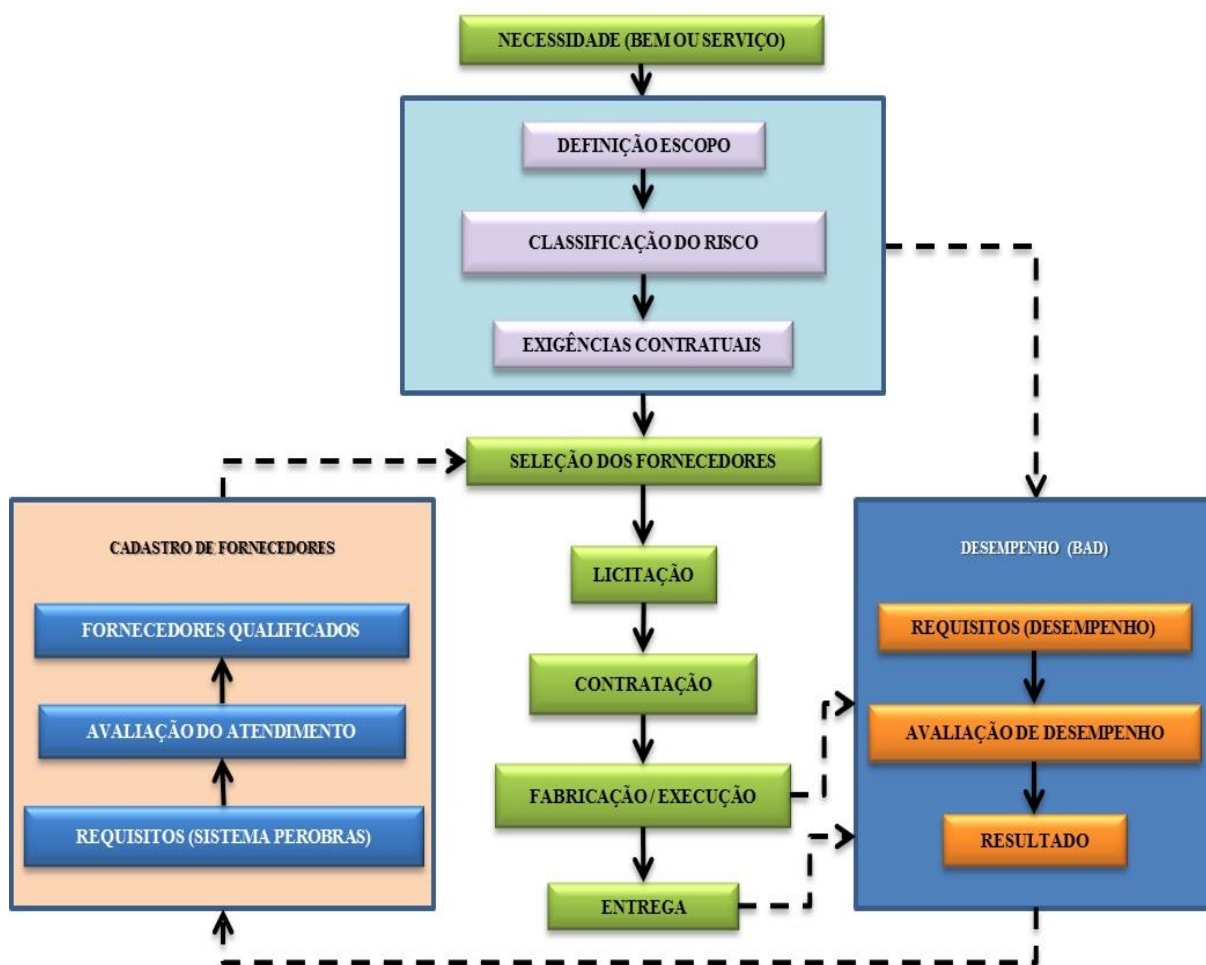 NECESSIDADE (BEM OU SERVIÇO)
DEFINIÇÃO ESCOPO
CLASSIFICAÇÃO DO RISCO
EXIGÊNCIAS CONTRATUAIS
SELEÇÃO DOS FORNECEDORES
CADASTRO DE FORNECEDORES
FORNECEDORES QUALIFICADOS
AVALIAÇÃO DO ATENDIMENTO
REQUISITOS (SISTEMA PEROBRAS)
LICITAÇÃO
CONTRATAÇÃO
FABRICAÇÃO / EXECUÇÃO
ENTREGA
DESEMPENHO (BAD)
REQUISITOS (DESEMPENHO)
AVALIAÇÃO DE DESEMPENHO
RESULTADO